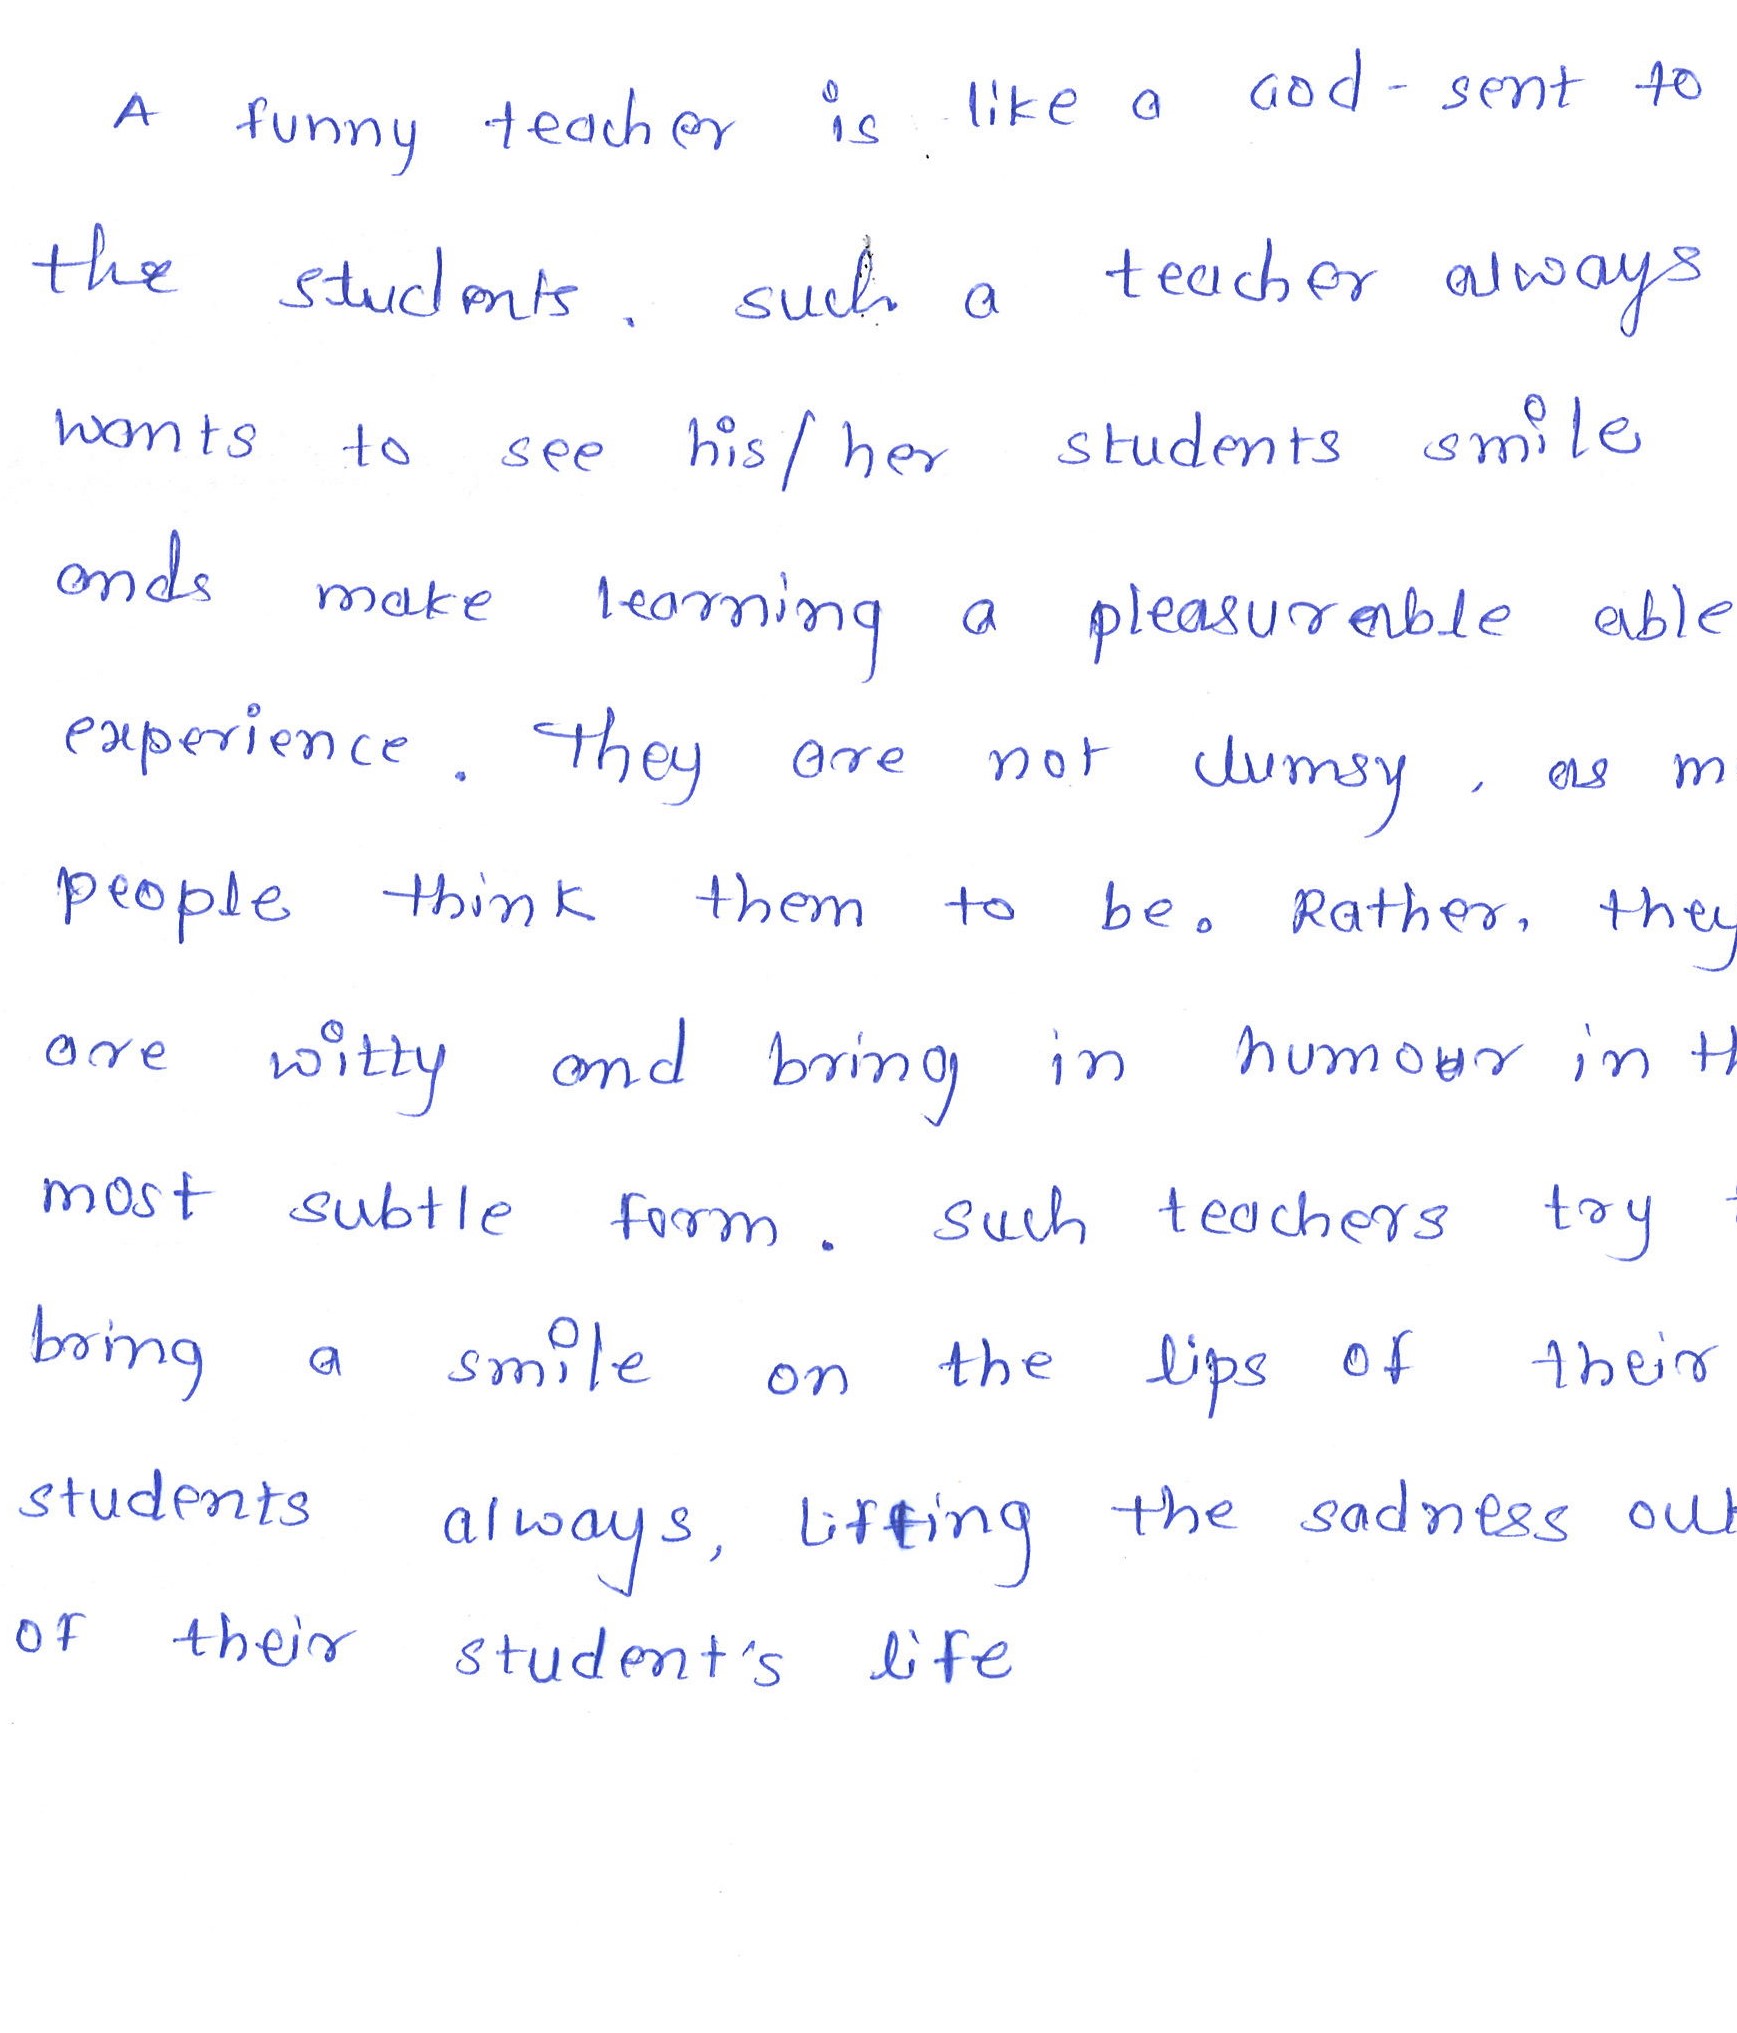 A funny teacher is like a God-sent to
the students. such a teacher always
wants to see his/her students smile
ands make learning a pleasurable able
experience. They are not clumsy, as m
people think them to be. Rather, they
are witty and bring in humour in th
most subtle form. such teachers try
bring a smile on the lips of their
students always, lifting the sadness out
of their student's life